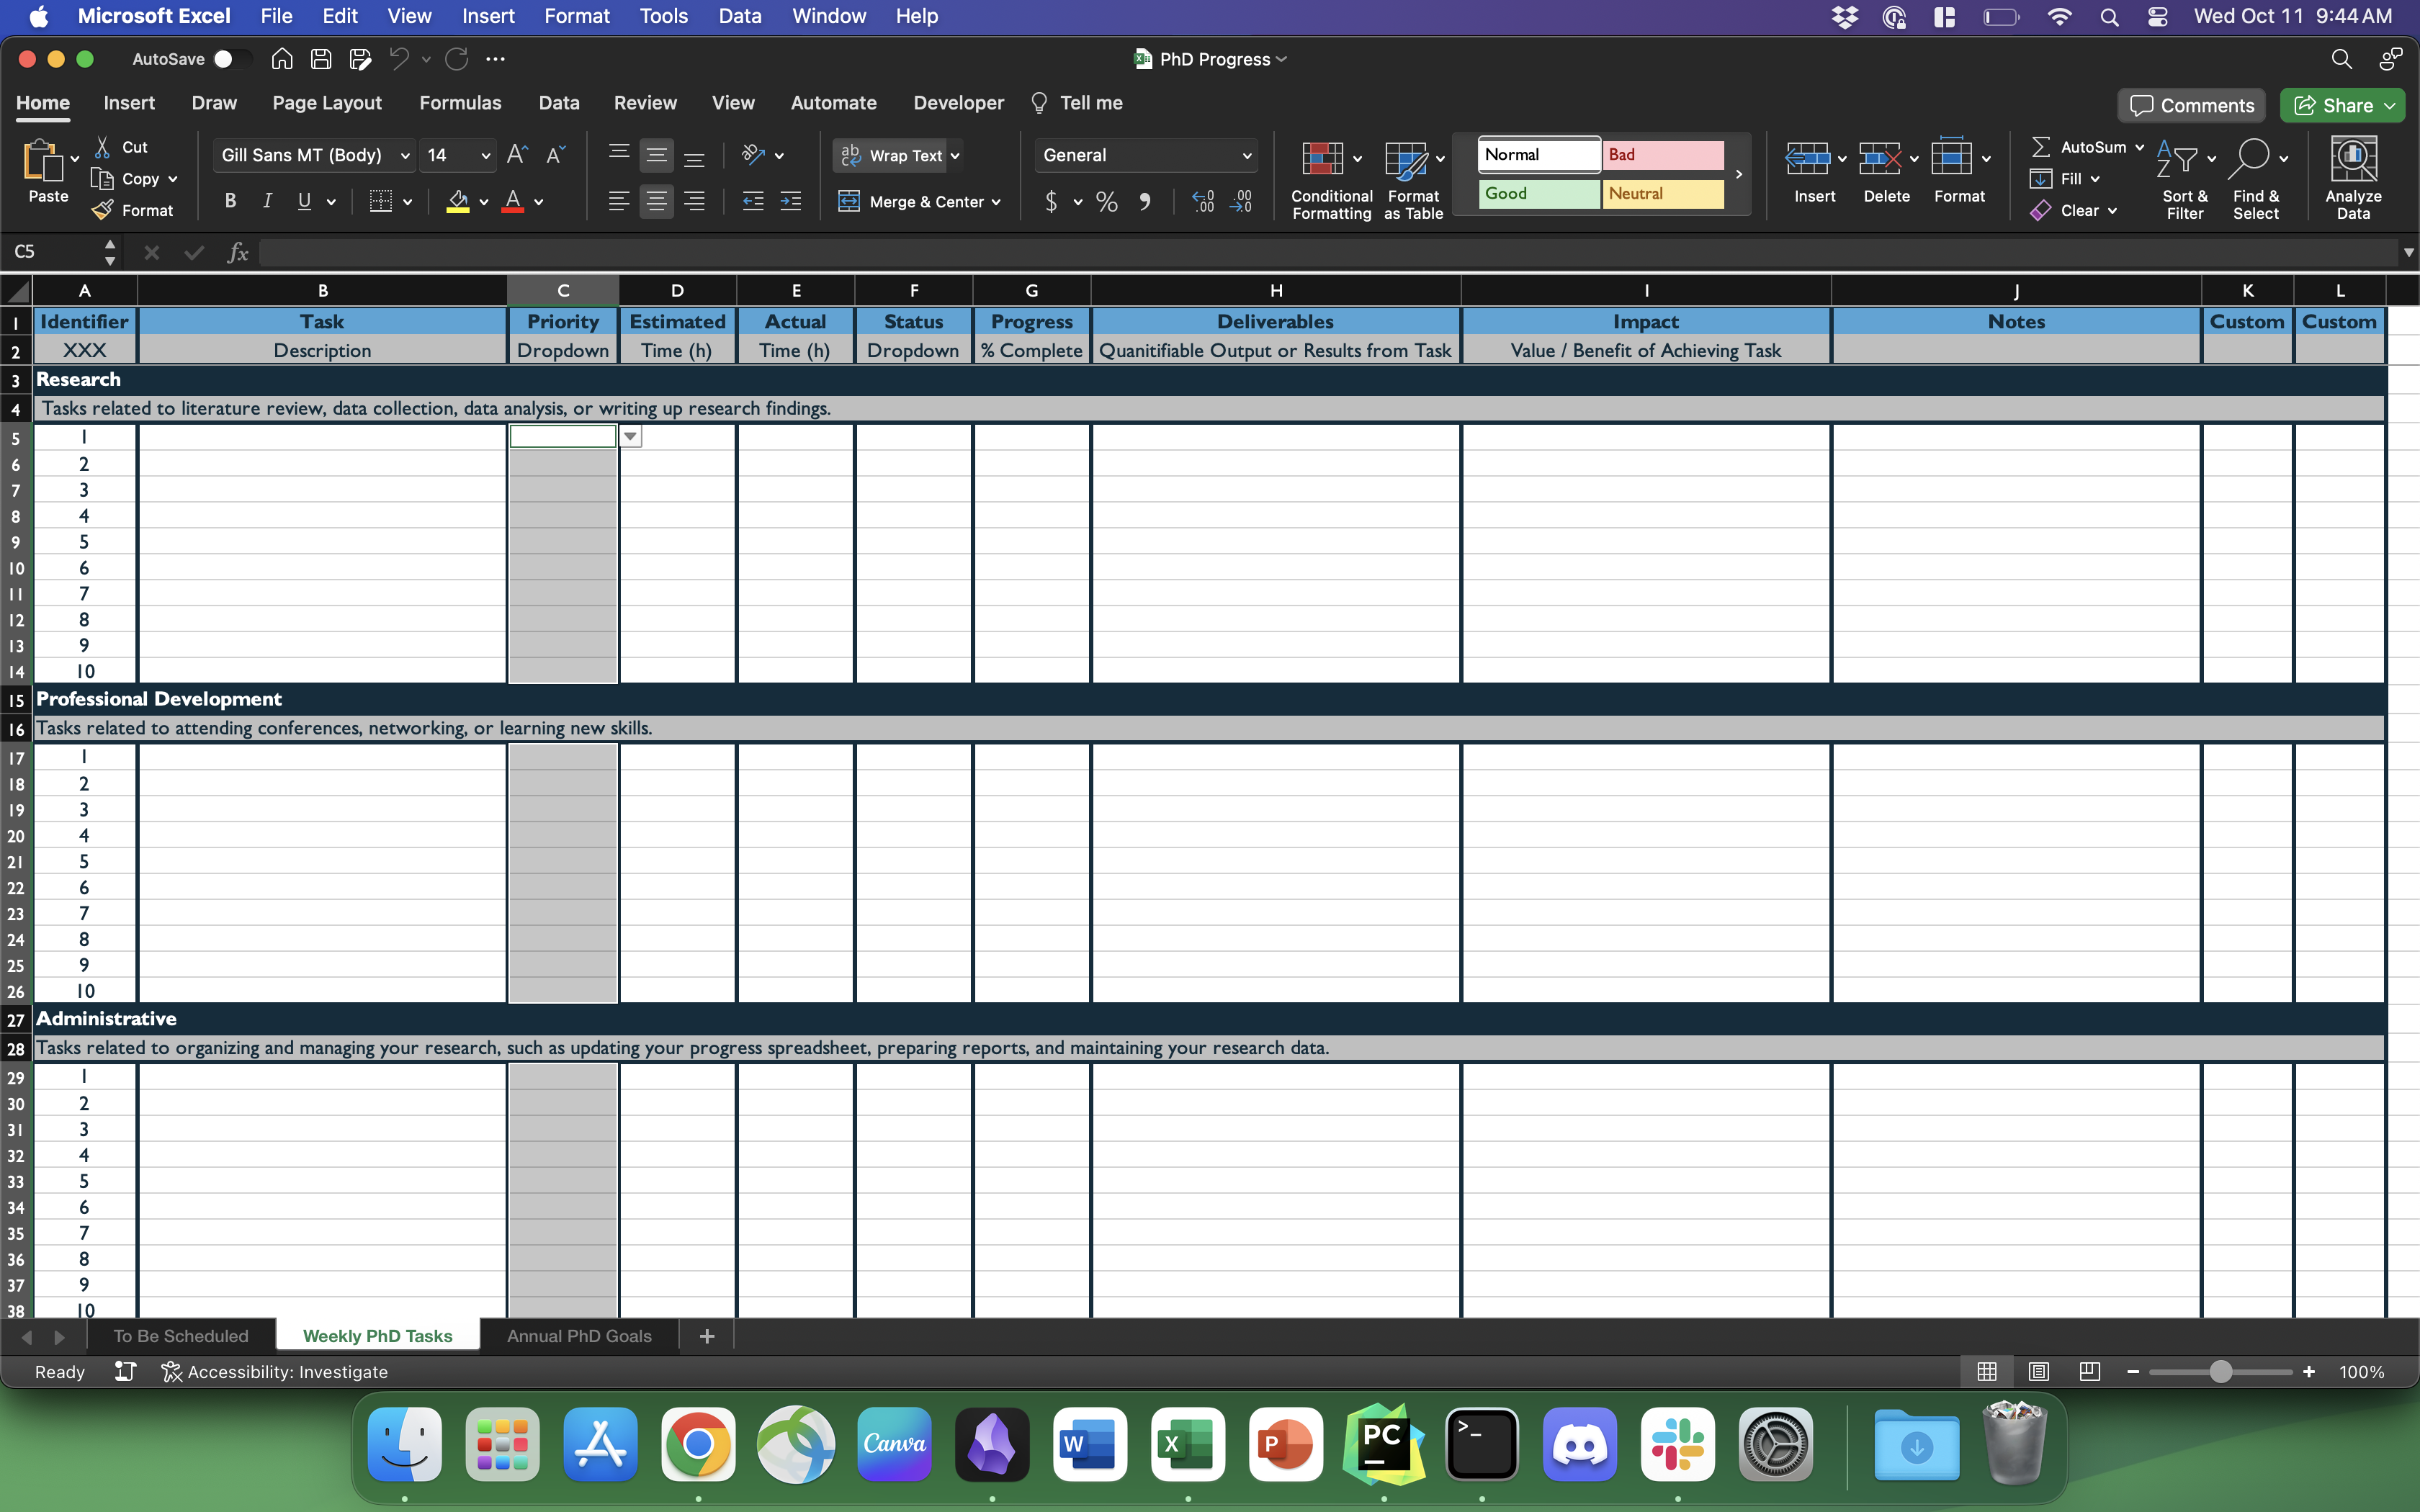 Microsoft Excel File Edit View Insert Format Tools Data Window Help Wed Oct 11 9:44 AM
AutoSave PhD Progress
Home Insert Draw Page Layout Formulas Data Review View Automate Developer Tell me Comments Share
Paste Cut Copy Format
Gill Sans MT (Body) 14 A A
B I U A
ab Wrap Text
Merge & Center
General
$ % .00
Conditional Formatting
Format as Table
Normal Bad
Good Neutral
Insert Delete Format
AutoSum
Fill
Clear
Sort & Filter
Find & Select
Analyze Data
C5 fx
A B C D E F G H I J K L
1 Identifier Task Priority Estimated Actual Status Progress Deliverables Impact Notes Custom Custom
2 XXX Description Dropdown Time (h) Time (h) Dropdown % Complete Quanitifiable Output or Results from Task Value / Benefit of Achieving Task
3 Research
4 Tasks related to literature review, data collection, data analysis, or writing up research findings.
5 1
6 2
7 3
8 4
9 5
10 6
11 7
12 8
13 9
14 10
15 Professional Development
16 Tasks related to attending conferences, networking, or learning new skills.
17 1
18 2
19 3
20 4
21 5
22 6
23 7
24 8
25 9
26 10
27 Administrative
28 Tasks related to organizing and managing your research, such as updating your progress spreadsheet, preparing reports, and maintaining your research data.
29 1
30 2
31 3
32 4
33 5
34 6
35 7
36 8
37 9
38 10
To Be Scheduled Weekly PhD Tasks Annual PhD Goals +
Ready Accessibility: Investigate 100%
Canva W X P PC >_